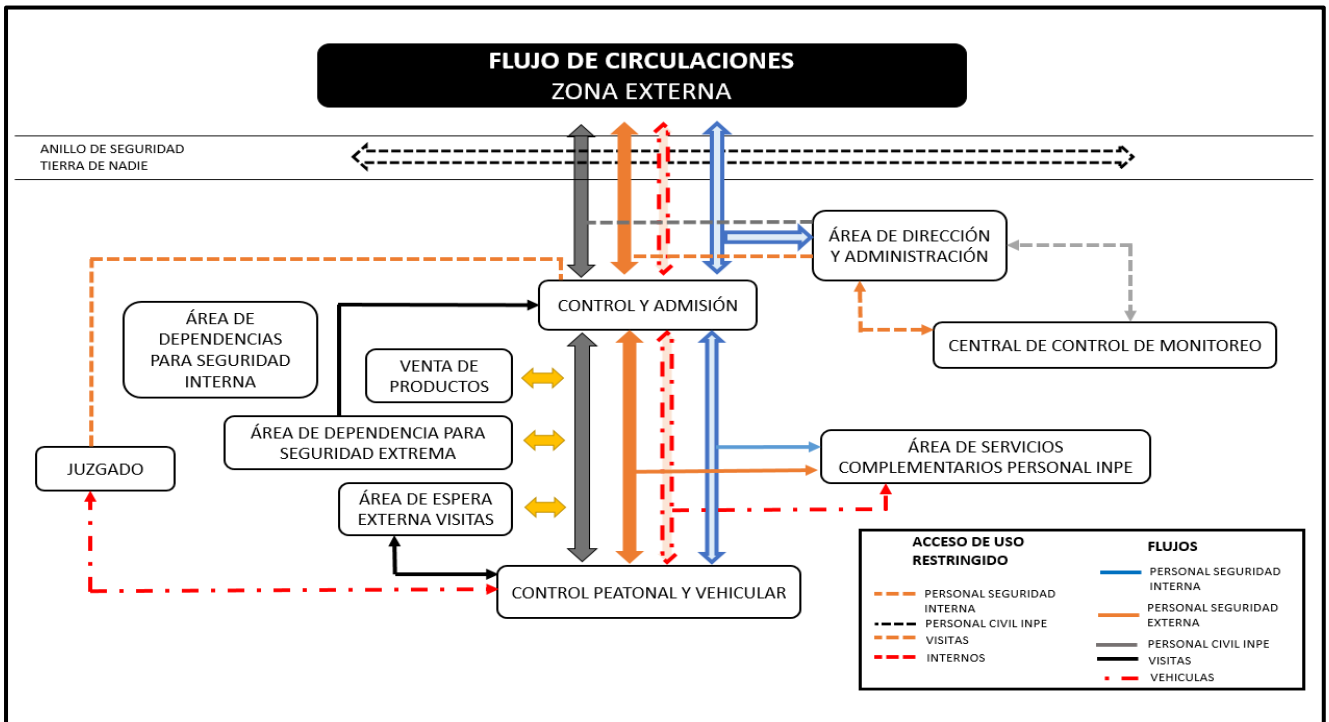 FLUJO DE CIRCULACIONES
ZONA EXTERNA
ANILLO DE SEGURIDAD
TIERRA DE NADIE
ÁREA DE DIRECCIÓN
Y ADMINISTRACIÓN
CONTROL Y ADMISIÓN
ÁREA DE
DEPENDENCIAS
PARA SEGURIDAD
INTERNA
CENTRAL DE CONTROL DE MONITOREO
VENTA DE
PRODUCTOS
ÁREA DE DEPENDENCIA PARA
SEGURIDAD EXTREMA
JUZGADO
ÁREA DE SERVICIOS
COMPLEMENTARIOS PERSONAL INPE
ÁREA DE ESPERA
EXTERNA VISITAS
CONTROL PEATONAL Y VEHICULAR
ACCESO DE USO
RESTRINGIDO
PERSONAL SEGURIDAD
INTERNA
PERSONAL CIVIL INPE
VISITAS
INTERNOS
FLUJOS
PERSONAL SEGURIDAD
INTERNA
PERSONAL SEGURIDAD
EXTERNA
PERSONAL CIVIL INPE
VISITAS
VEHICULAS